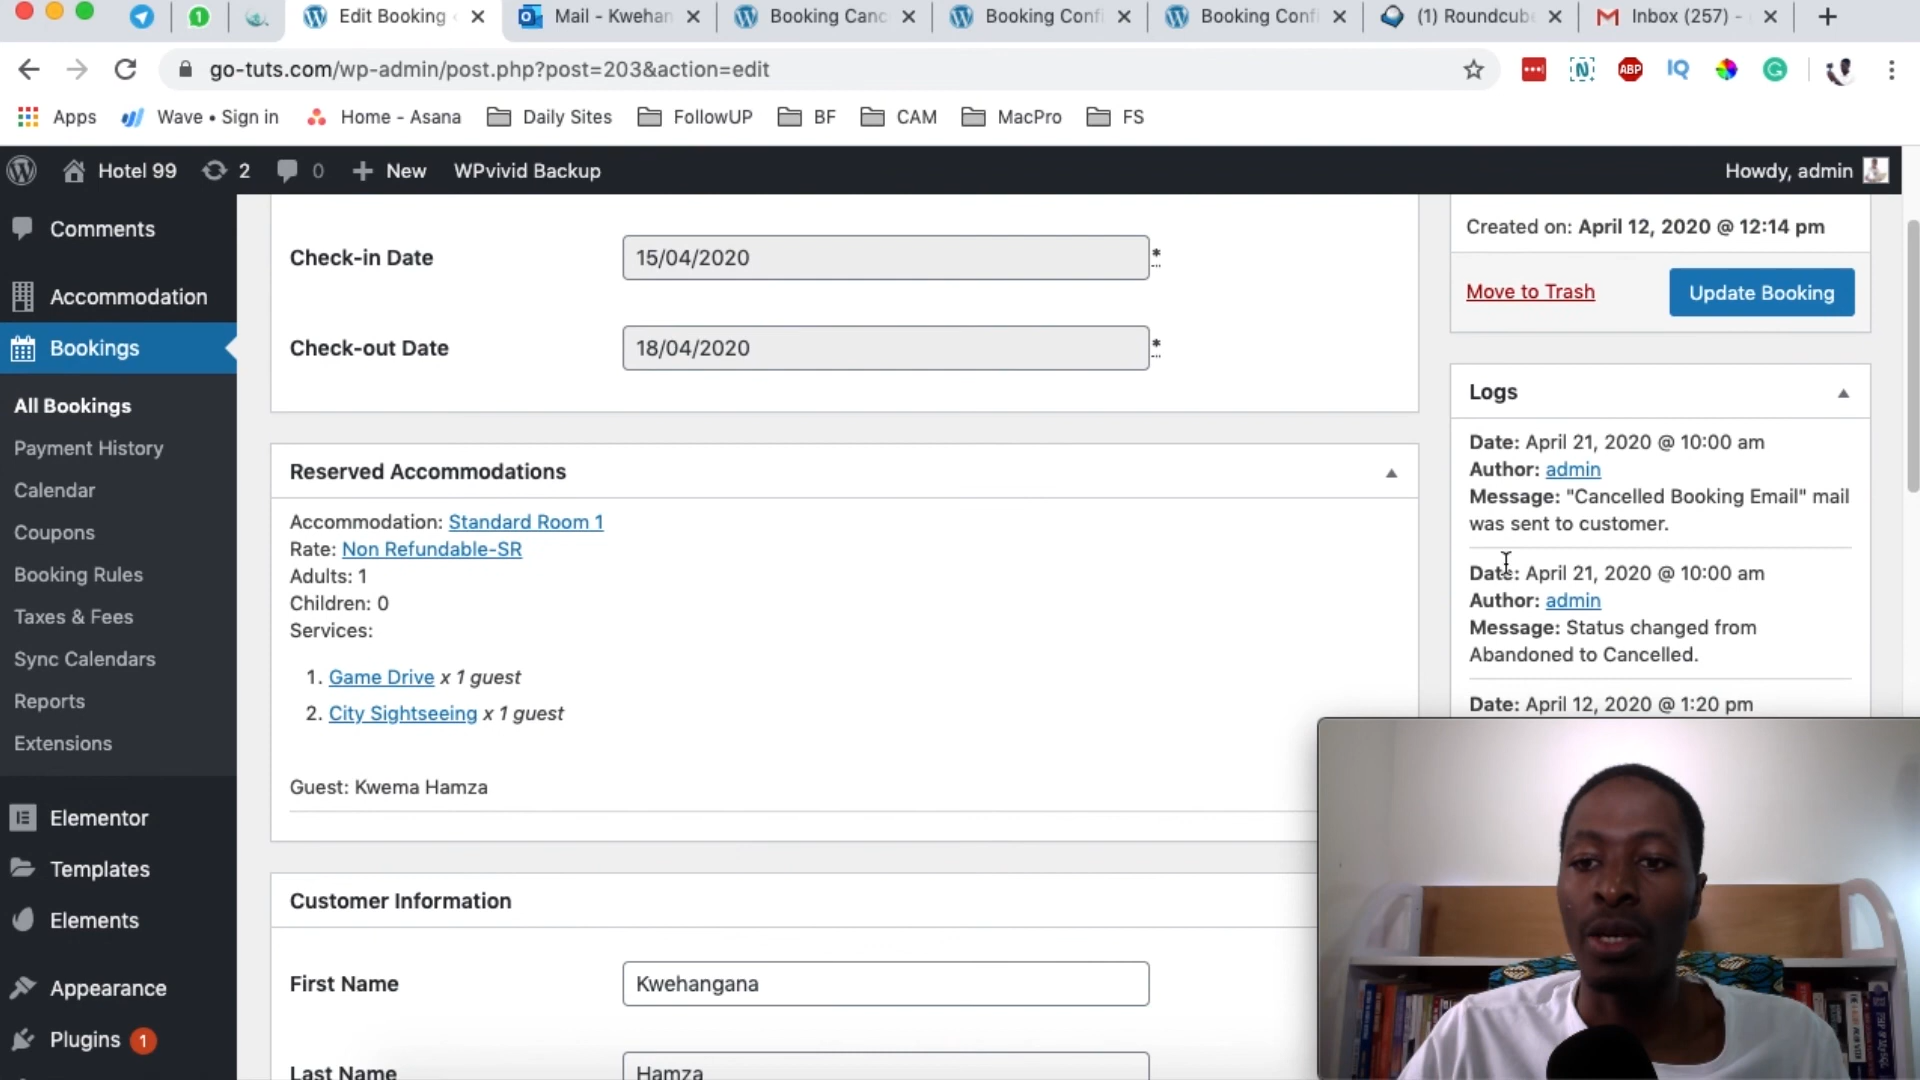 Edit Booking
Mail - Kwehan
Booking Canc
Booking Confi
Booking Confi
(1) Roundcub
Inbox (257) -
go-tuts.com/wp-admin/post.php?post=203&action=edit
ABP
IQ
Apps
Wave • Sign in
Home - Asana
Daily Sites
FollowUP
BF
CAM
MacPro
FS
Hotel 99
2
0
New
WPvivid Backup
Howdy, admin
Comments
Accommodation
Bookings
All Bookings
Payment History
Calendar
Coupons
Booking Rules
Taxes & Fees
Sync Calendars
Reports
Extensions
Elementor
Templates
Elements
Appearance
Plugins 1
Check-in Date
15/04/2020
*
Check-out Date
18/04/2020
*
Reserved Accommodations
Accommodation: Standard Room 1
Rate: Non Refundable-SR
Adults: 1
Children: 0
Services:
1. Game Drive x 1 guest
2. City Sightseeing x 1 guest
Guest: Kwema Hamza
Customer Information
First Name
Kwehangana
Last Name
Hamza
Created on: April 12, 2020 @ 12:14 pm
Move to Trash
Update Booking
Logs
Date: April 21, 2020 @ 10:00 am
Author: admin
Message: "Cancelled Booking Email" mail
was sent to customer.
Date: April 21, 2020 @ 10:00 am
Author: admin
Message: Status changed from
Abandoned to Cancelled.
Date: April 12, 2020 @ 1:20 pm